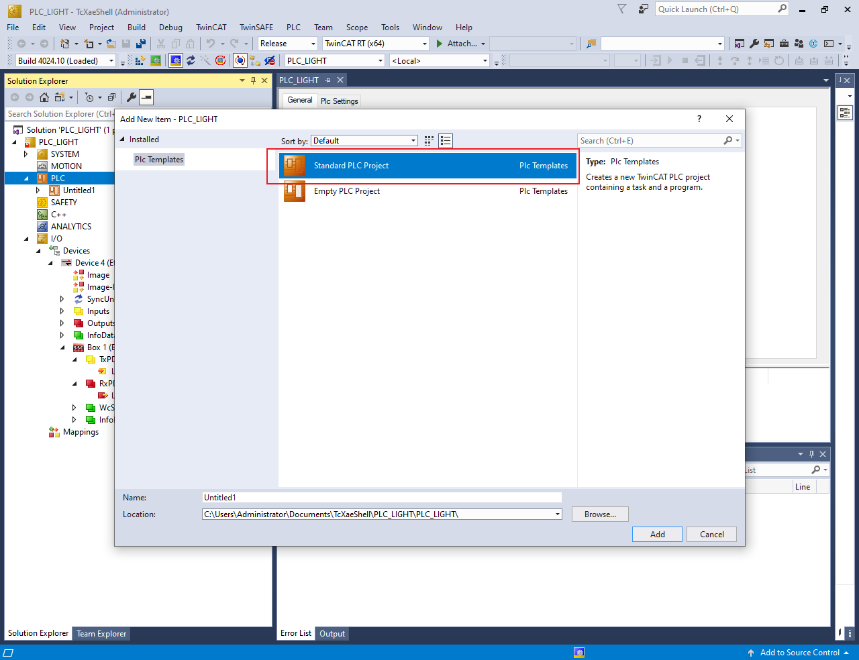 PLC_LIGHT - TcXaeShell (Administrator)
Quick Launch (Ctrl+Q)
File Edit View Project Build Debug TwinCAT TwinSAFE PLC Team Scope Tools Window Help
Release TwinCAT RT (x64) Attach...
Build 4024.10 (Loaded) PLC_LIGHT <Local>
Solution Explorer
PLC_LIGHT
Search Solution Explorer (Ctrl+
General Plc Settings
Solution 'PLC_LIGHT' (1 p
PLC_LIGHT
SYSTEM
MOTION
PLC
Untitled1
SAFETY
C++
ANALYTICS
I/O
Devices
Device 4 (Et
Image
Image-I
SyncUn
Inputs
Outputs
InfoData
Box 1 (E
TxPD
RxPD
WcS
InfoI
Mappings
Add New Item - PLC_LIGHT
? 
Installed
Plc Templates
Sort by: Default
Search (Ctrl+E)
Standard PLC Project Plc Templates
Empty PLC Project Plc Templates
Type: Plc Templates
Creates a new TwinCAT PLC project
containing a task and a program.
Name: Untitled1
Location: C:\Users\Administrator\Documents\TcXaeShell\PLC_LIGHT\PLC_LIGHT\
Browse...
Add Cancel
List
Line
Solution Explorer Team Explorer
Error List Output
Add to Source Control